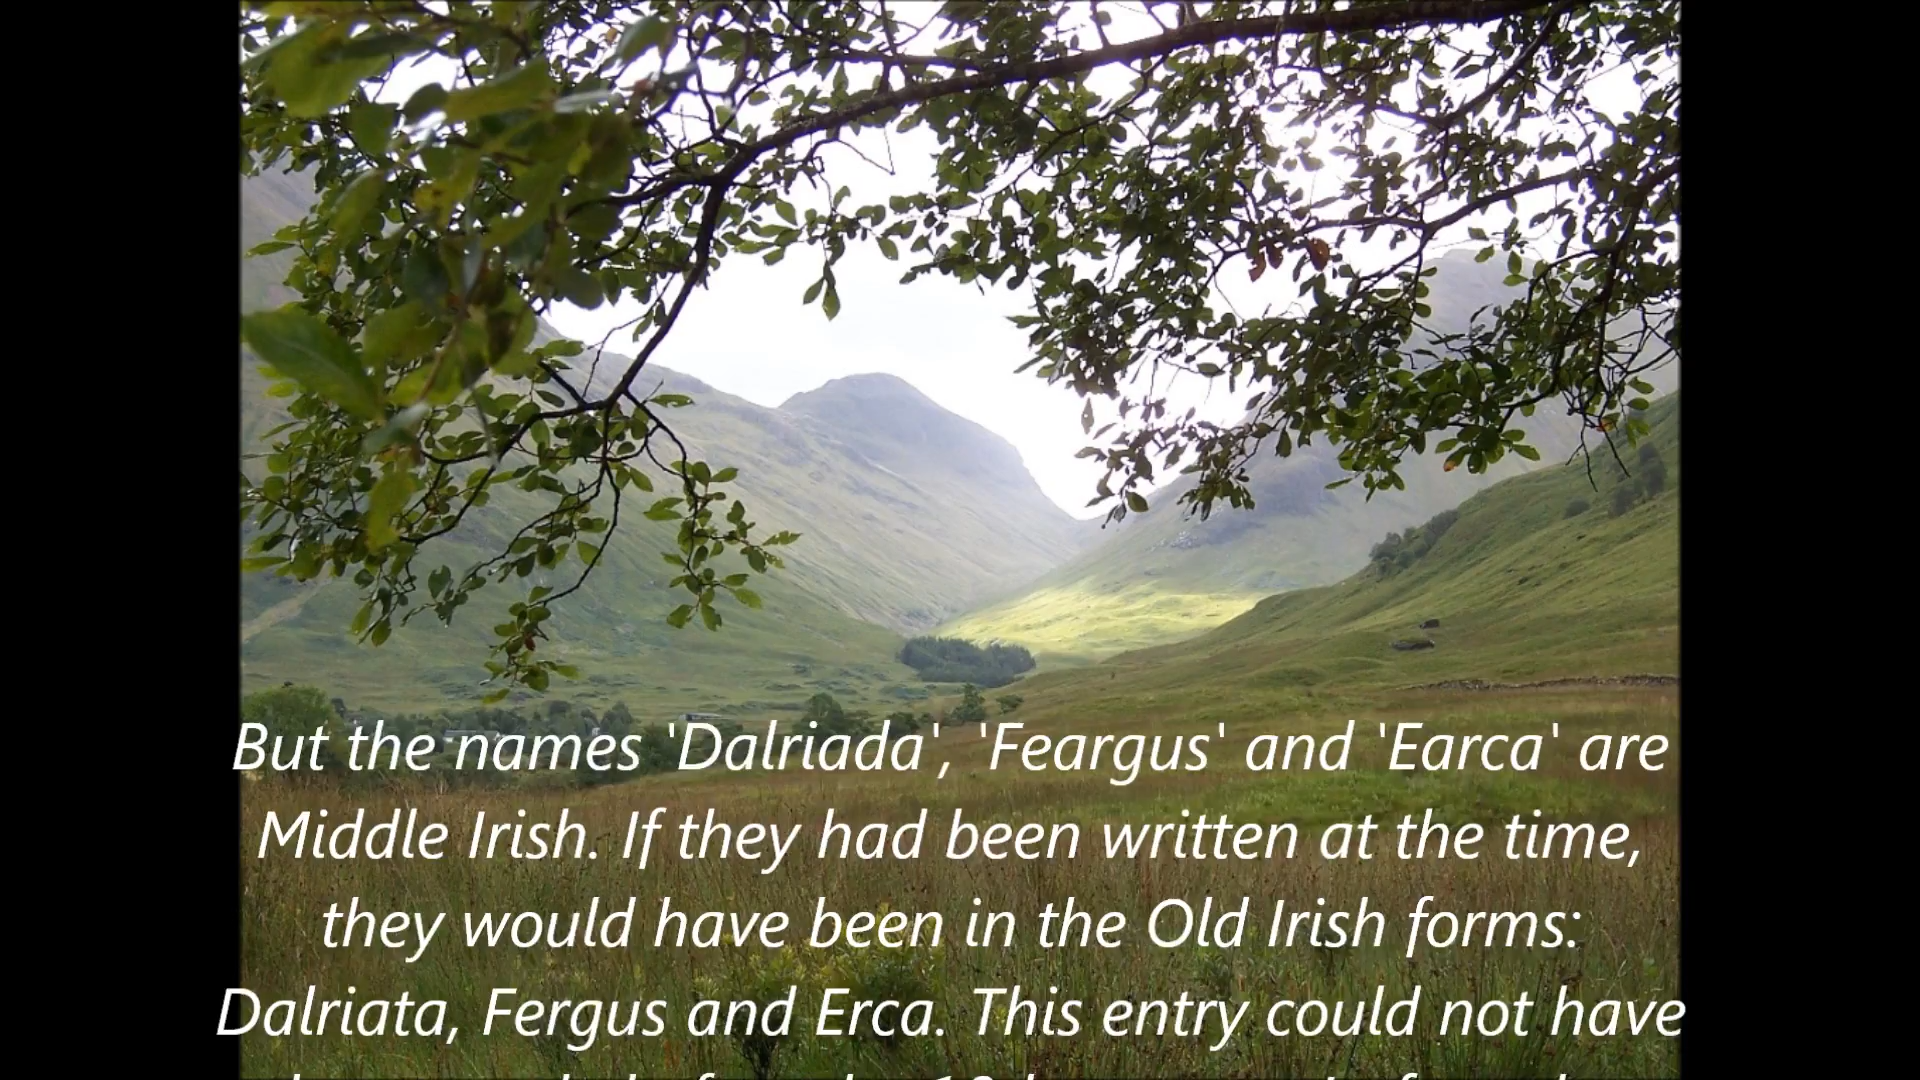 But the names 'Dalriada', 'Feargus' and 'Earca' are
Middle Irish. If they had been written at the time,
they would have been in the Old Irish forms:
Dalriata, Fergus and Erca. This entry could not have